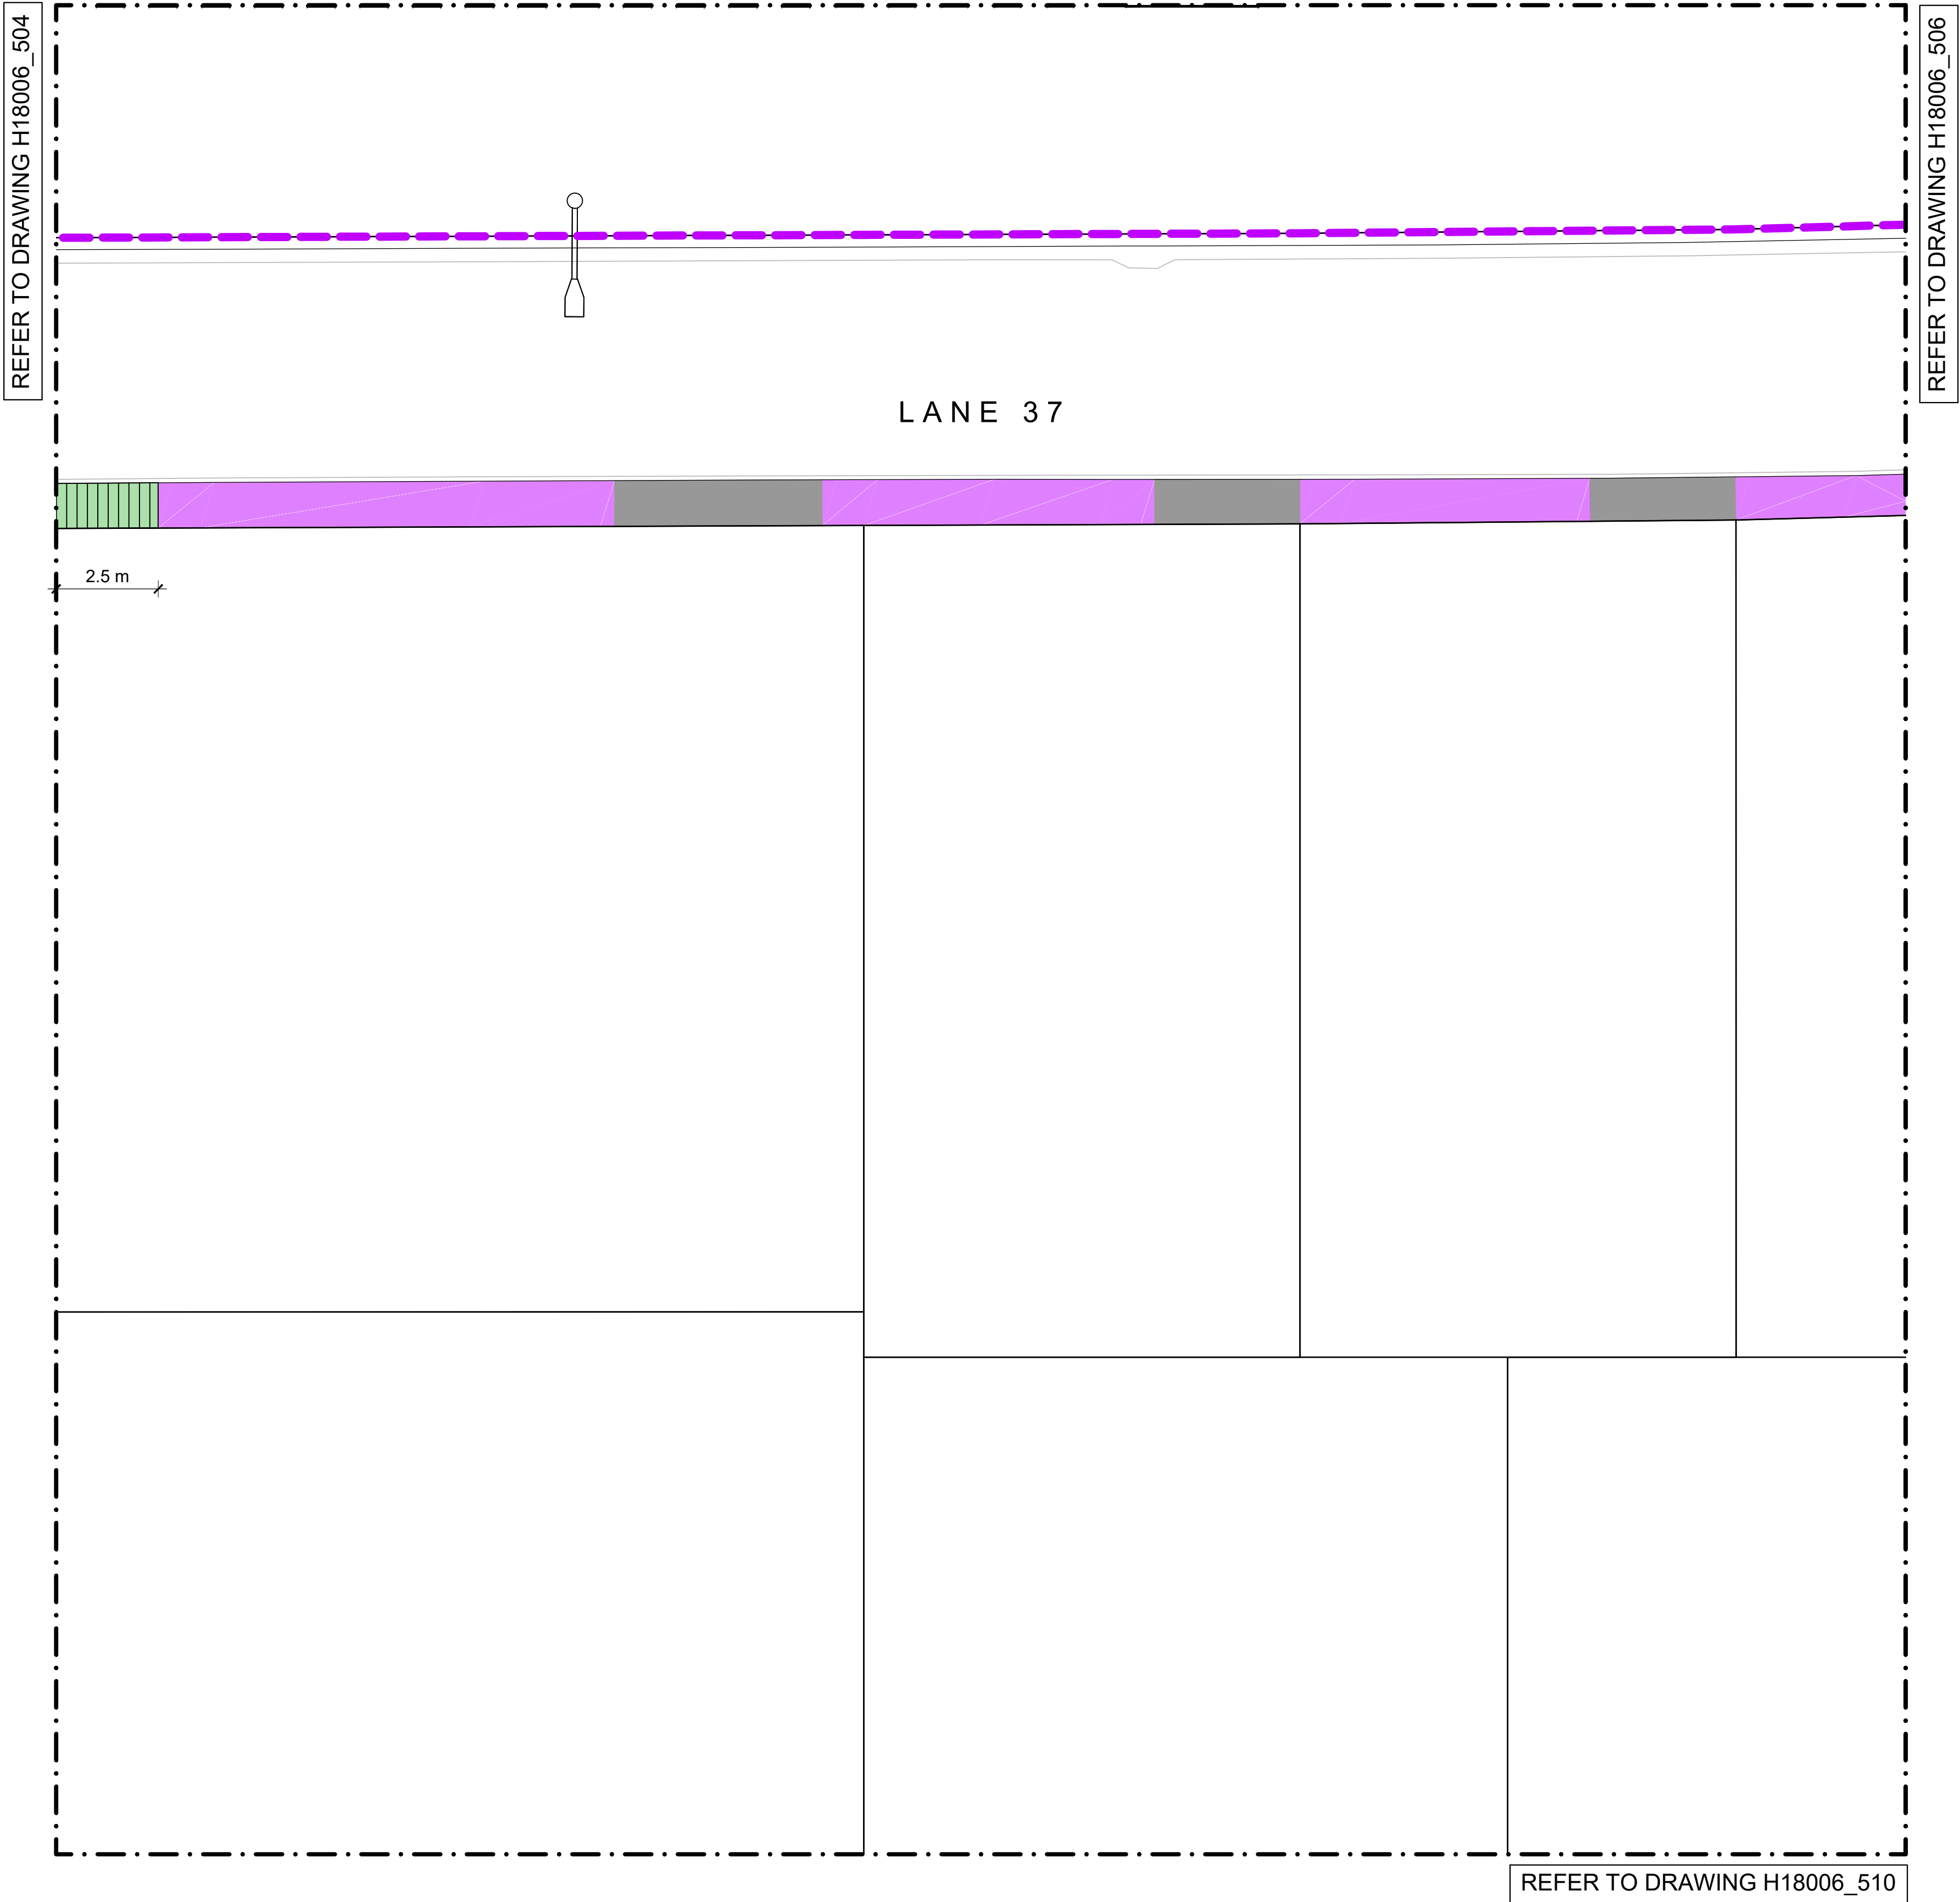 REFER TO DRAWING H18006_504
REFER TO DRAWING H18006_506
LANE 37
2.5 m
REFER TO DRAWING H18006_510